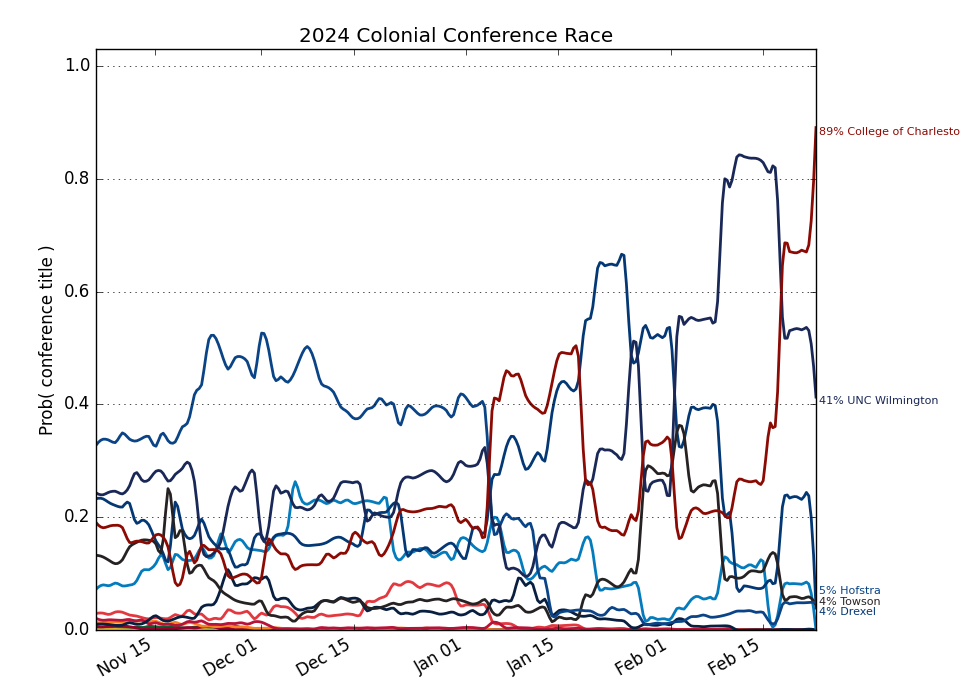 2024 Colonial Conference Race
Prob( conference title )
1.0
0.8
0.6
0.4
0.2
0.0
Nov 15
Dec 01
Dec 15
Jan 01
Jan 15
Feb 01
Feb 15
89% College of Charlesto
41% UNC Wilmington
5% Hofstra
4% Towson
4% Drexel